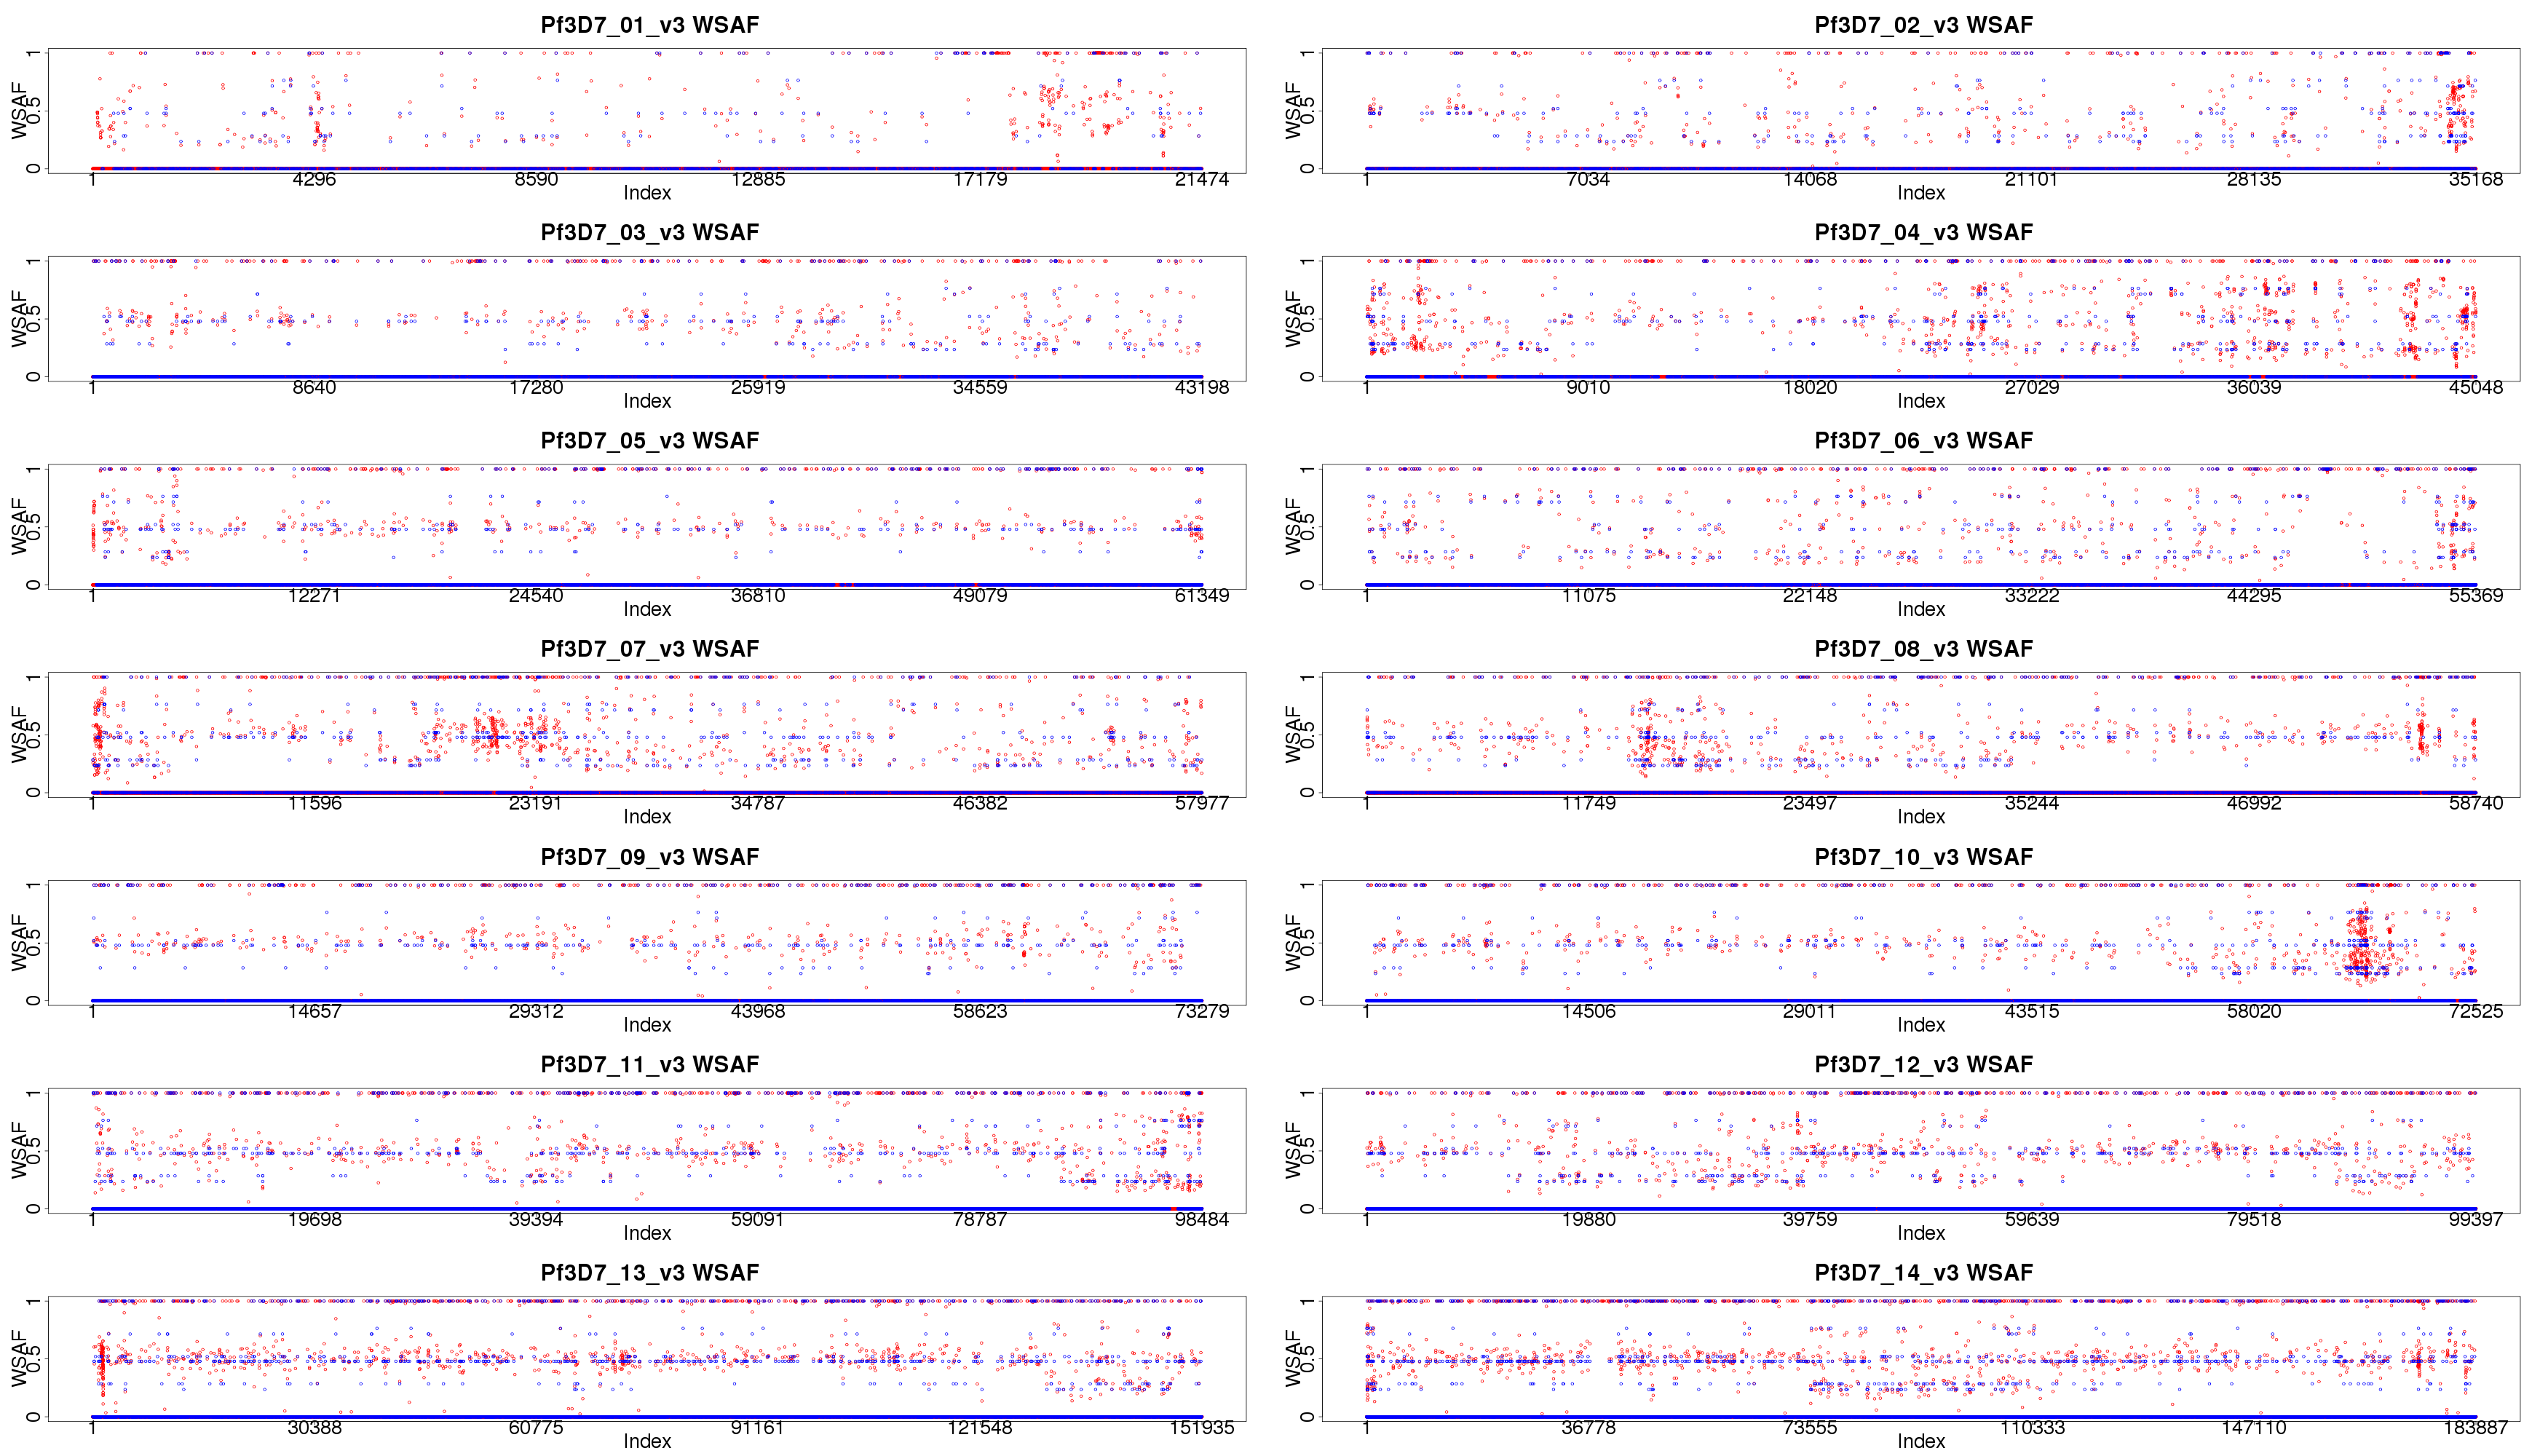 Pf3D7_01_v3 WSAF
WSAF
0 0.5 1
1 4296 8590 12885 17179 21474
Index
Pf3D7_02_v3 WSAF
WSAF
0 0.5 1
1 7034 14068 21101 28135 35168
Index
Pf3D7_03_v3 WSAF
WSAF
0 0.5 1
1 8640 17280 25919 34559 43198
Index
Pf3D7_04_v3 WSAF
WSAF
0 0.5 1
1 9010 18020 27029 36039 45048
Index
Pf3D7_05_v3 WSAF
WSAF
0 0.5 1
1 12271 24540 36810 49079 61349
Index
Pf3D7_06_v3 WSAF
WSAF
0 0.5 1
1 11075 22148 33222 44295 55369
Index
Pf3D7_07_v3 WSAF
WSAF
0 0.5 1
1 11596 23191 34787 46382 57977
Index
Pf3D7_08_v3 WSAF
WSAF
0 0.5 1
1 11749 23497 35244 46992 58740
Index
Pf3D7_09_v3 WSAF
WSAF
0 0.5 1
1 14657 29312 43968 58623 73279
Index
Pf3D7_10_v3 WSAF
WSAF
0 0.5 1
1 14506 29011 43515 58020 72525
Index
Pf3D7_11_v3 WSAF
WSAF
0 0.5 1
1 19698 39394 59091 78787 98484
Index
Pf3D7_12_v3 WSAF
WSAF
0 0.5 1
1 19880 39759 59639 79518 99397
Index
Pf3D7_13_v3 WSAF
WSAF
0 0.5 1
1 30388 60775 91161 121548 151935
Index
Pf3D7_14_v3 WSAF
WSAF
0 0.5 1
1 36778 73555 110333 147110 183887
Index